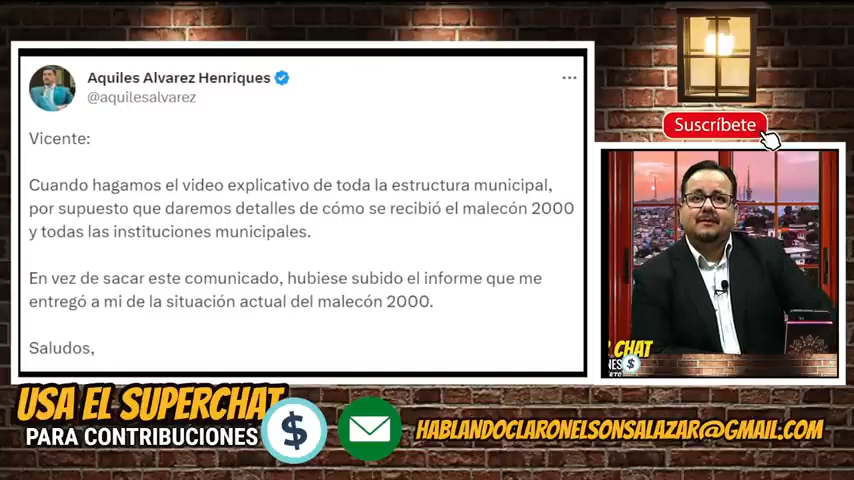 Aquiles Alvarez Henriques
@aquilesalvarez
Vicente:
Cuando hagamos el video explicativo de toda la estructura municipal,
por supuesto que daremos detalles de cómo se recibió el malecón 2000
y todas las instituciones municipales.
En vez de sacar este comunicado, hubiese subido el informe que me
entregó a mi de la situación actual del malecón 2000.
Saludos,
Suscríbete
CHAT
$
USA EL SUPERCHAT
PARA CONTRIBUCIONES
$
HABLANDOCLARONELSONSALAZAR@GMAIL.COM